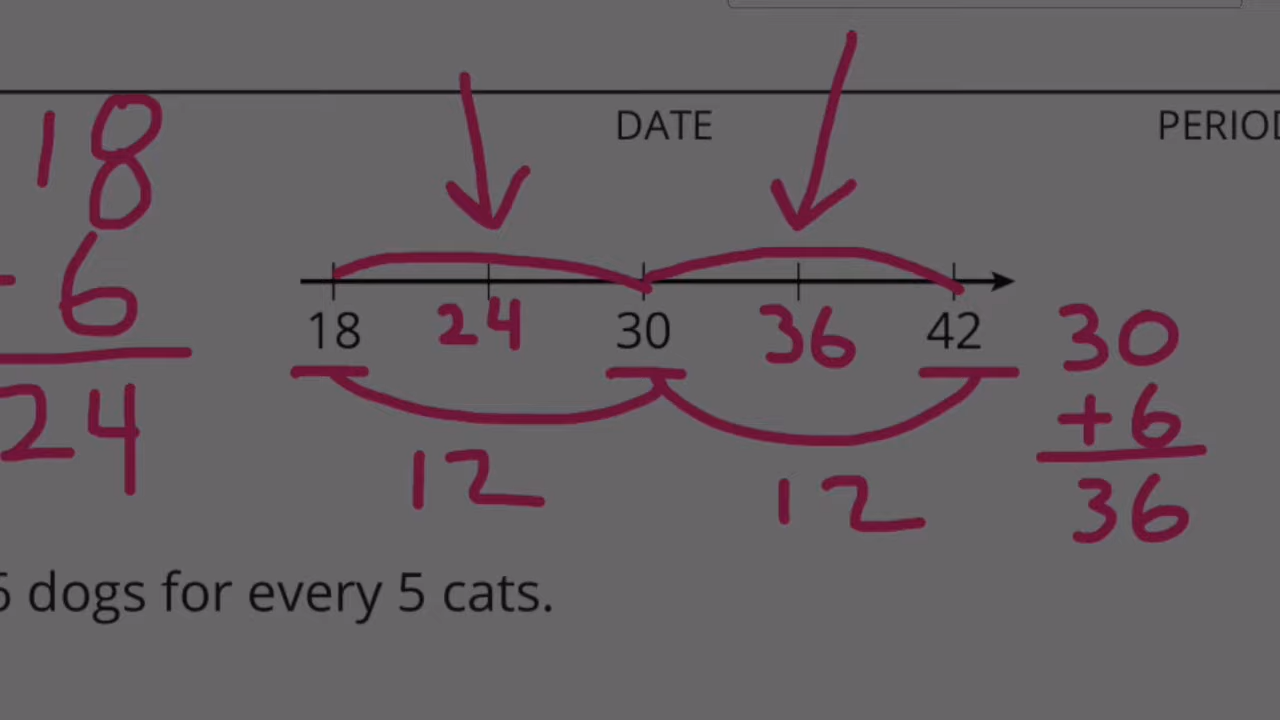 DATE PERIOD
18
6
24
18 24 30 36 42
12 12
30
+6
36
6 dogs for every 5 cats.